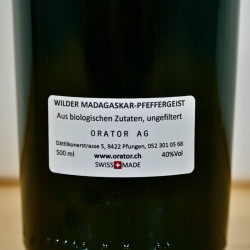 WILDER MADAGASKAR-PFEFFERGEIST
Aus biologischen Zutaten, ungefiltert
ORATOR AG
Dättlikonerstrasse 5, 8422 Pfungen, 052 301 05 68
500 ml www.orator.ch 40%Vol
SWISS MADE